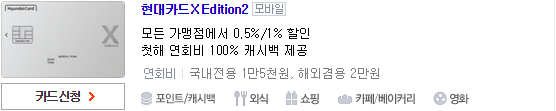 HyundaiCard
X
현대카드X Edition2 모바일
모든 가맹점에서 0.5%/1% 할인
첫해 연회비 100% 캐시백 제공
연회비 | 국내전용 1만5천원, 해외겸용 2만원
카드신청 >
포인트/캐시백 외식 쇼핑 카페/베이커리 영화